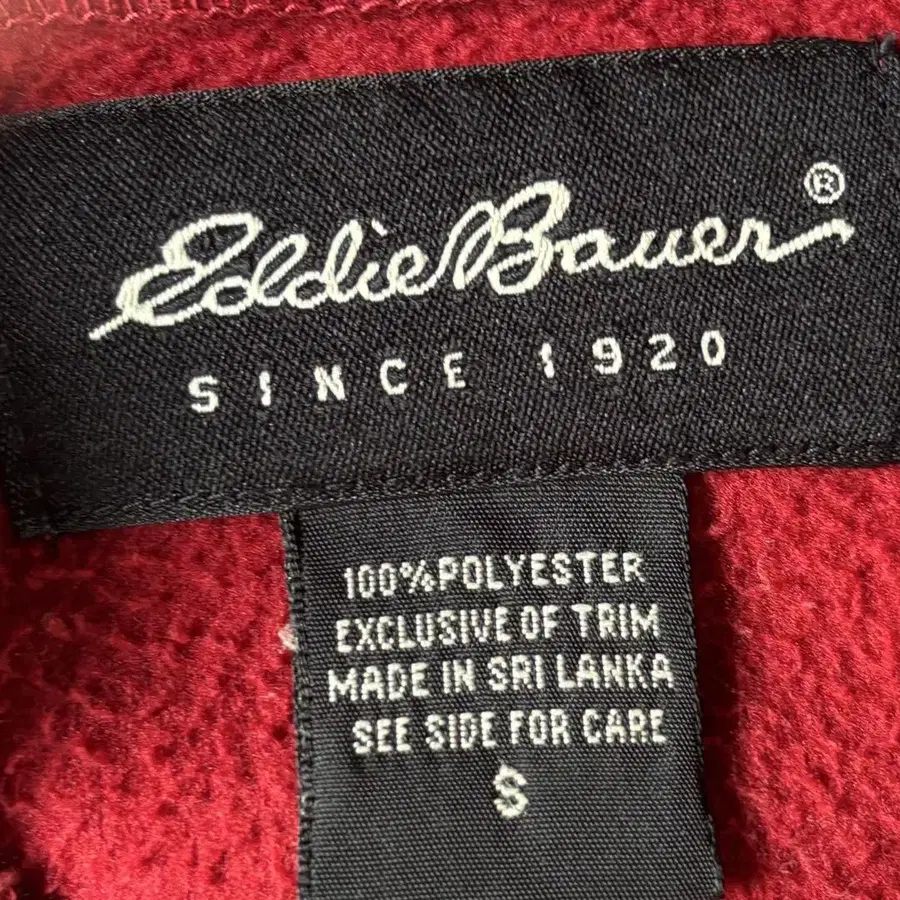 Eddie Bauer®
SINCE 1920
100%POLYESTER
EXCLUSIVE OF TRIM
MADE IN SRI LANKA
SEE SIDE FOR CARE
S